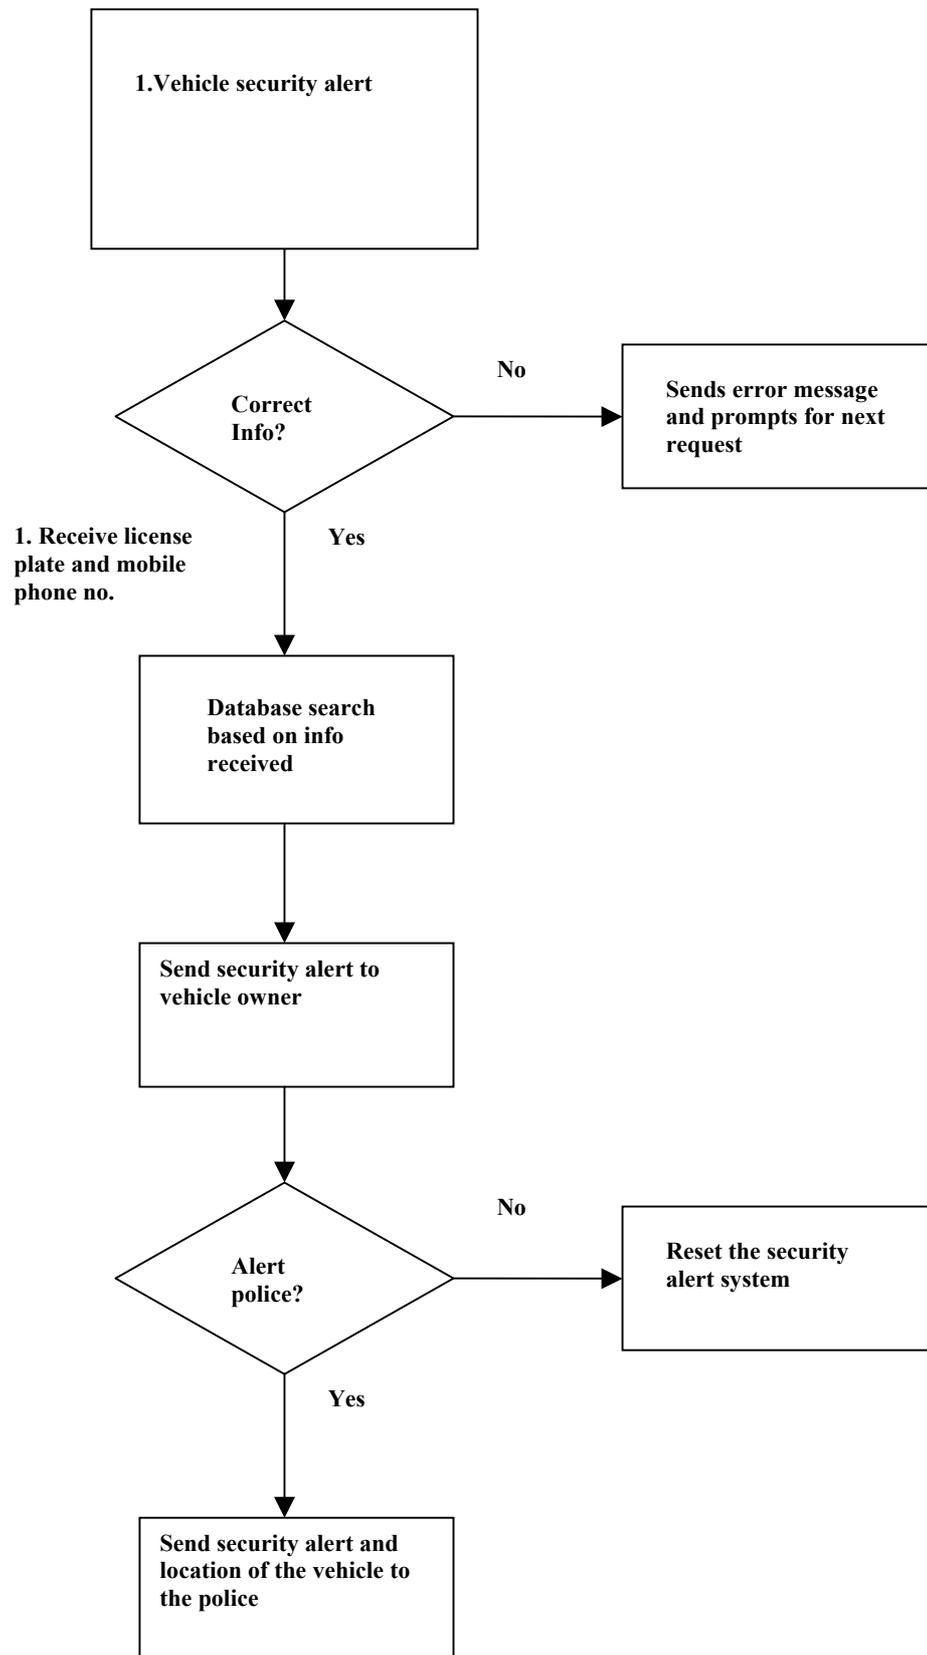 1.Vehicle security alert
No
Correct
Info?
Sends error message
and prompts for next
request
Yes
1. Receive license
plate and mobile
phone no.
Database search
based on info
received
Send security alert to
vehicle owner
No
Alert
police?
Reset the security
alert system
Yes
Send security alert and
location of the vehicle to
the police